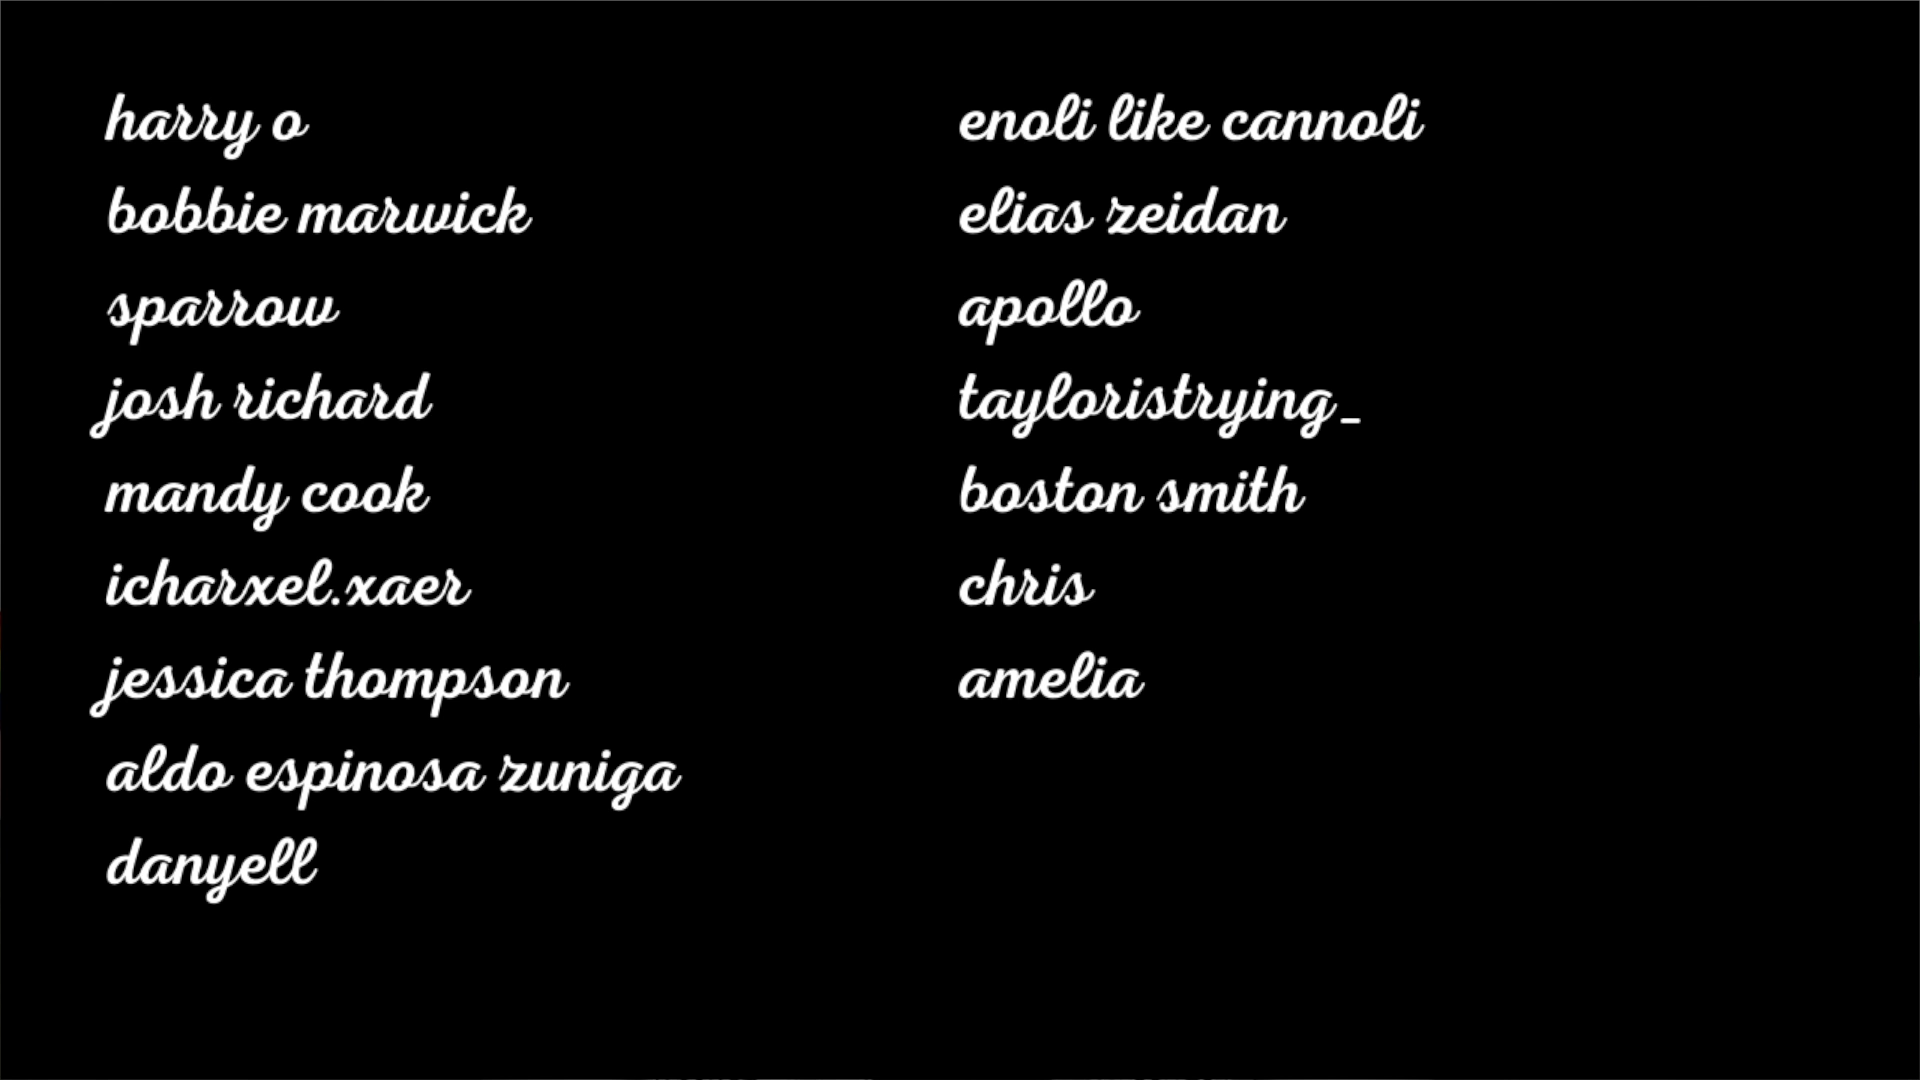 harry o
bobbie marwick
sparrow
josh richard
mandy cook
icharxel.xaer
jessica thompson
aldo espinosa zuniga
danyell
enoli like cannoli
elias zeidan
apollo
tayloristrying_
boston smith
chris
amelia